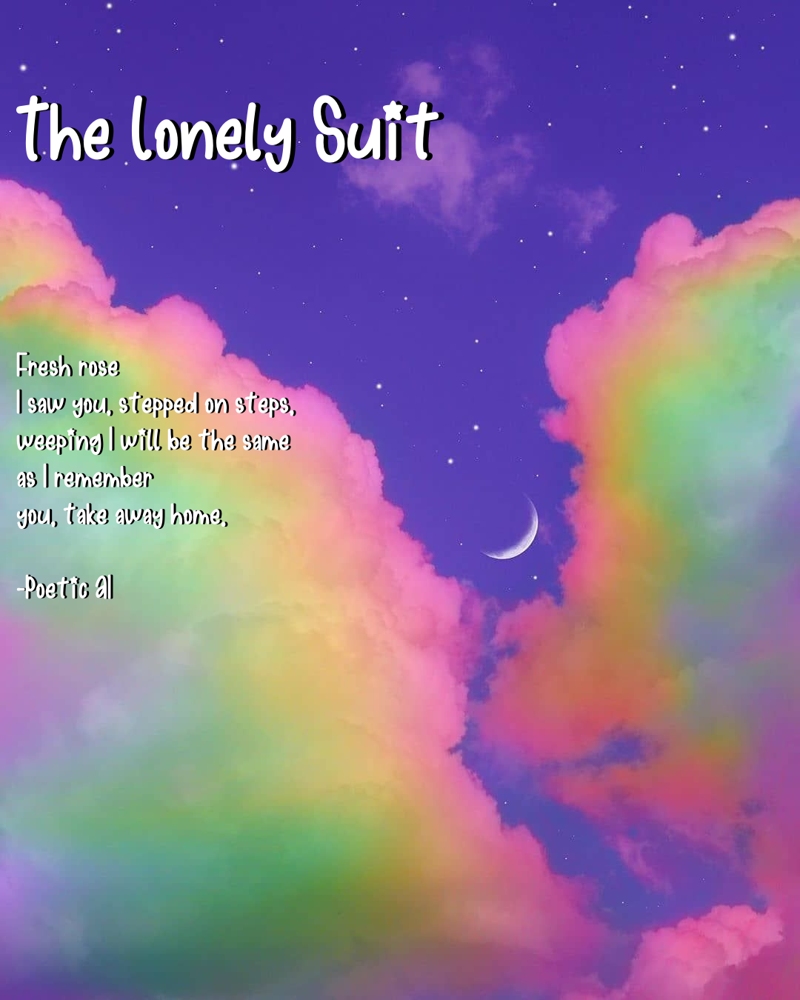 The lonely Suit
Fresh rose
I saw you, stepped on steps,
weeping I will be the same
as I remember
you, take away home.
-Poetic Al